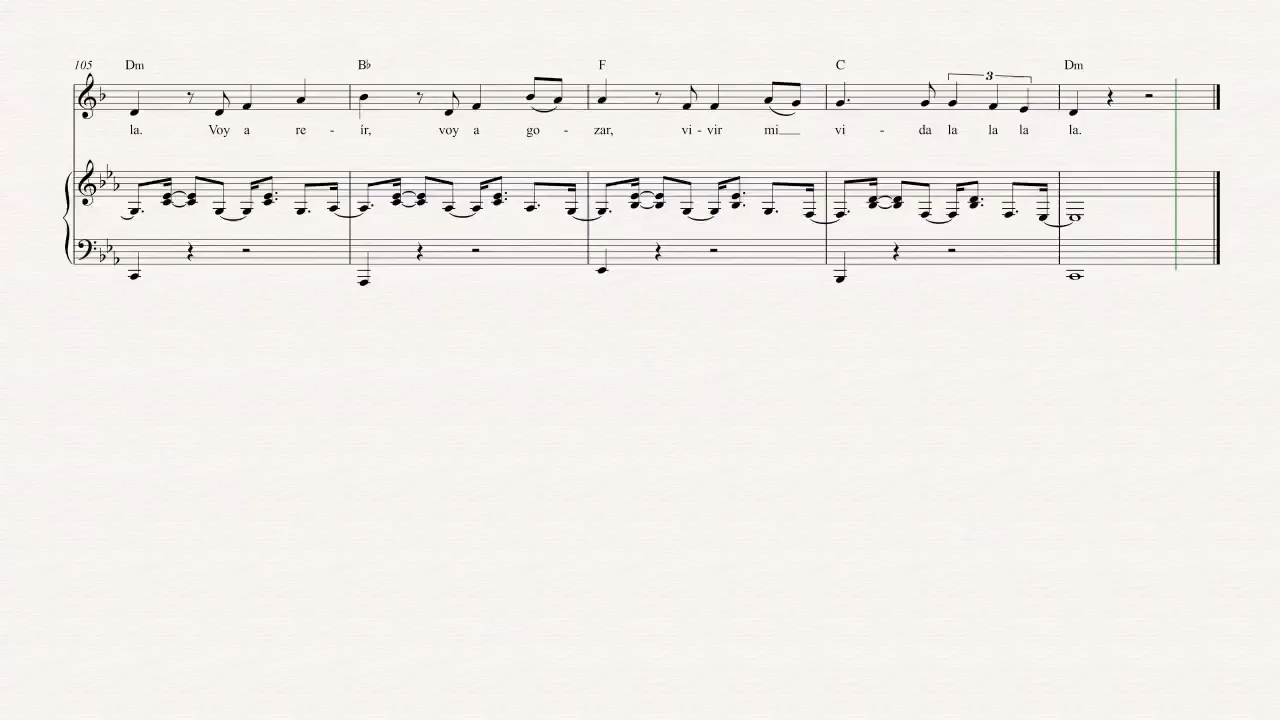 105 Dm B♭ F C Dm
3
la. Voy a re - ír, voy a go - zar, vi - vir mi__ vi - da la la la la.